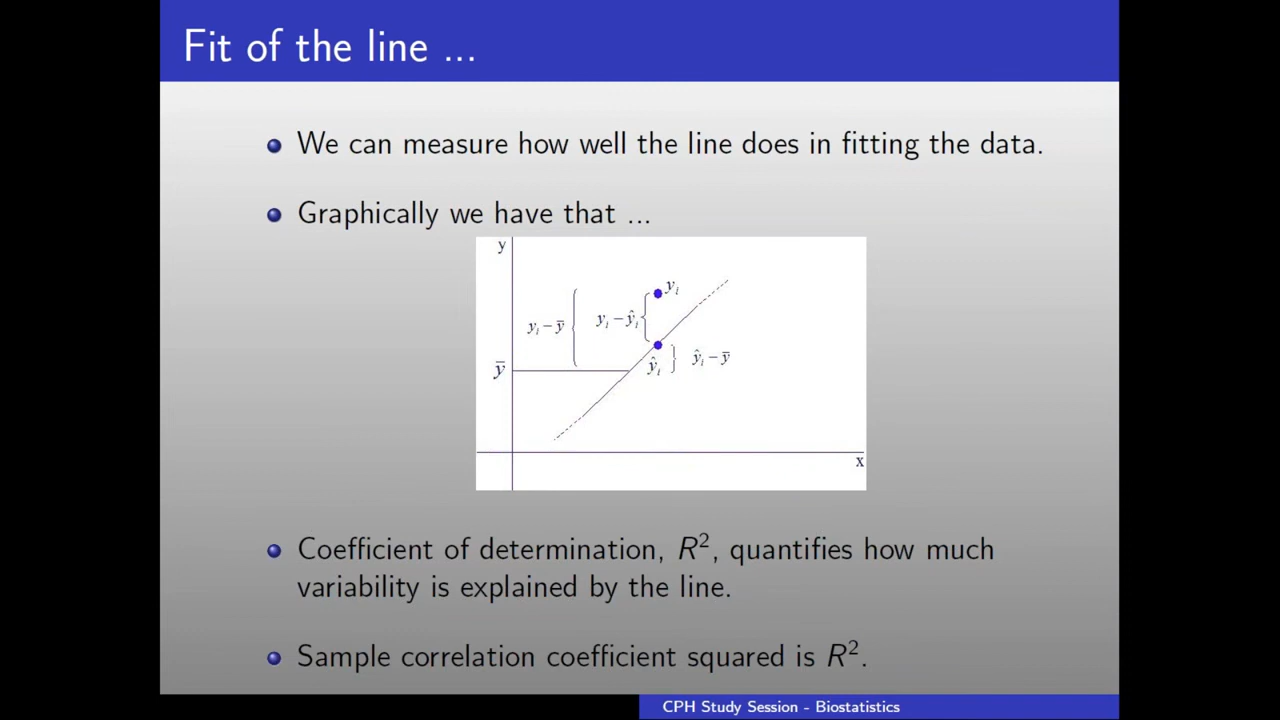 Fit of the line ...
We can measure how well the line does in fitting the data.
Graphically we have that ...
y
yᵢ
yᵢ − ȳ
yᵢ − ŷᵢ
ȳ
ŷᵢ
ŷᵢ − ȳ
x
Coefficient of determination, R², quantifies how much
variability is explained by the line.
Sample correlation coefficient squared is R².
CPH Study Session - Biostatistics